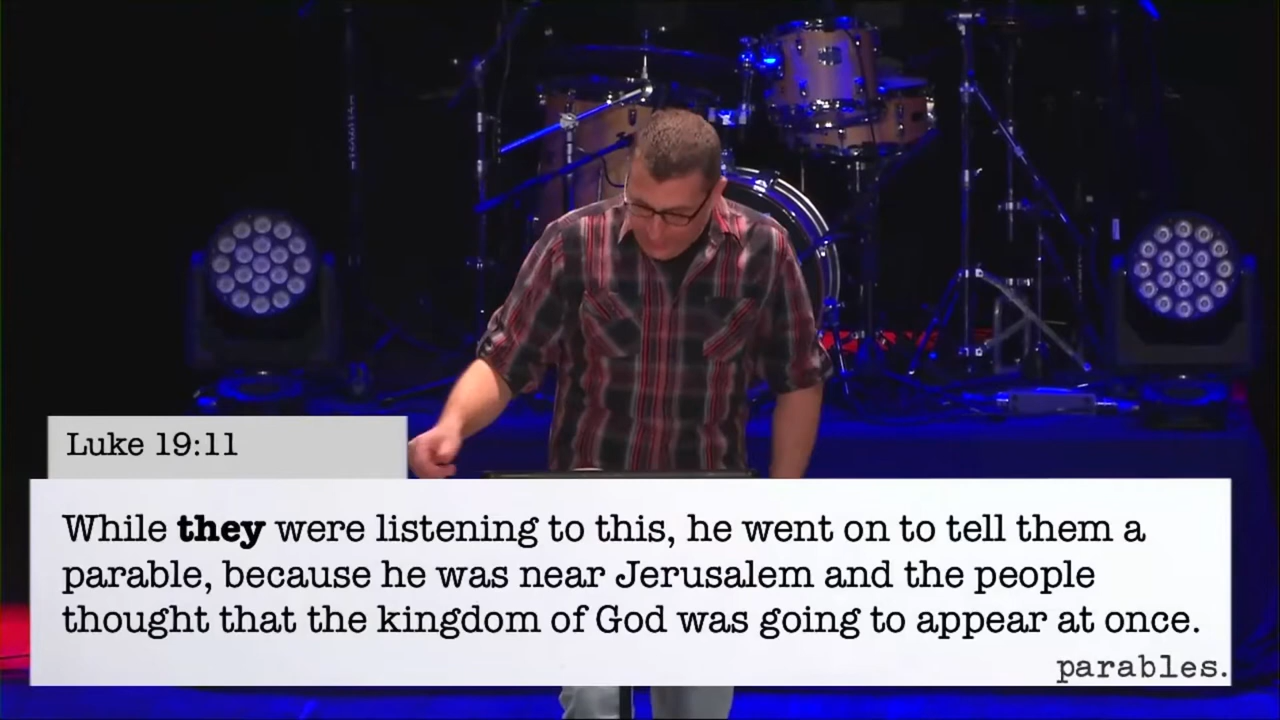 Luke 19:11
While they were listening to this, he went on to tell them a
parable, because he was near Jerusalem and the people
thought that the kingdom of God was going to appear at once.
parables.